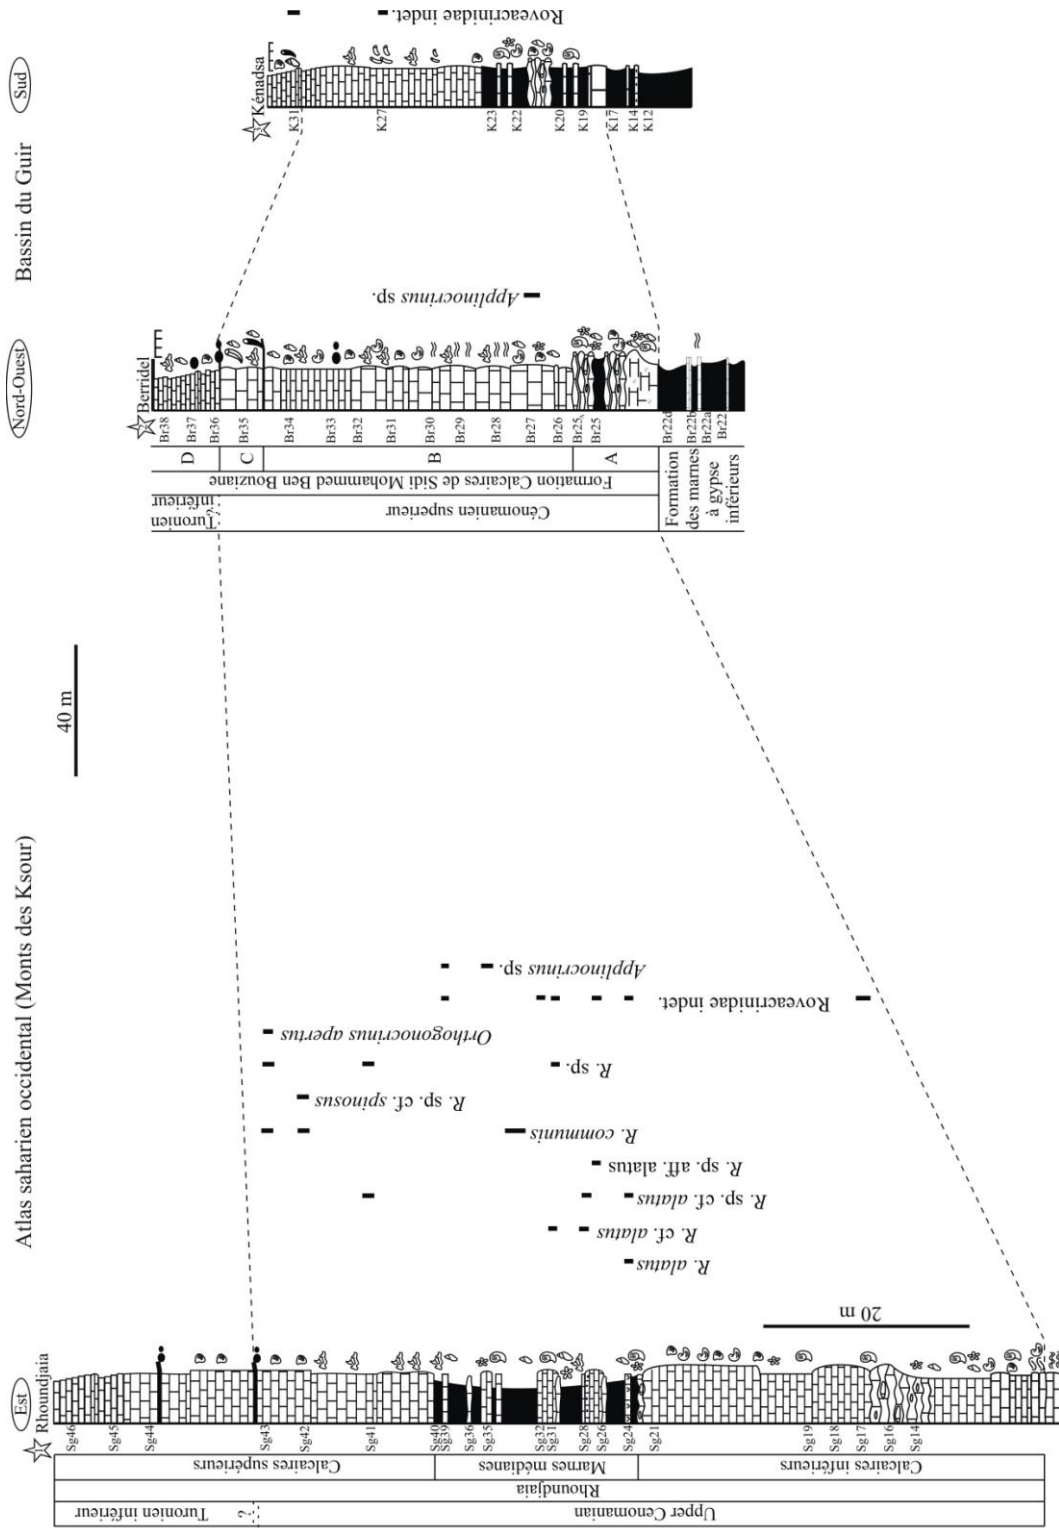 Atlas saharien occidental (Monts des Ksour)
Bassin du Guir
Est
Nord-Ouest
Sud
Rhoundjaia
Berridel
Kénadsa
40 m
20 m
Turonien inférieur
?
Upper Cenomanian
Rhoundjaia
Calcaires supérieurs
Marnes médianes
Calcaires inférieurs
Sg46
Sg45
Sg44
Sg43
Sg42
Sg41
Sg40
Sg39
Sg36
Sg35
Sg32
Sg31
Sg28
Sg26
Sg24
Sg21
Sg19
Sg18
Sg17
Sg16
Sg14
R. alatus
R. cf. alatus
R. sp. cf. alatus
R. sp. aff. alatus
R. communis
R. sp. cf. spinosus
R. sp.
Orthogonocrinus apertus
Roveacrinidae indet.
Applinocrinus sp.
Turonien
inférieur
?
Cénomanien superieur
Formation Calcaires de Sidi Mohammed Ben Bouziane
Formation
des marnes
à gypse
inférieurs
D
C
B
A
Br38
Br37
Br36
Br35
Br34
Br33
Br32
Br31
Br30
Br29
Br28
Br27
Br26
Br25
Br22d
Br22b
Br22a
Br22
Applinocrinus sp.
K31
K27
K23
K22
K20
K19
K17
K14
K12
Roveacrinidae indet.